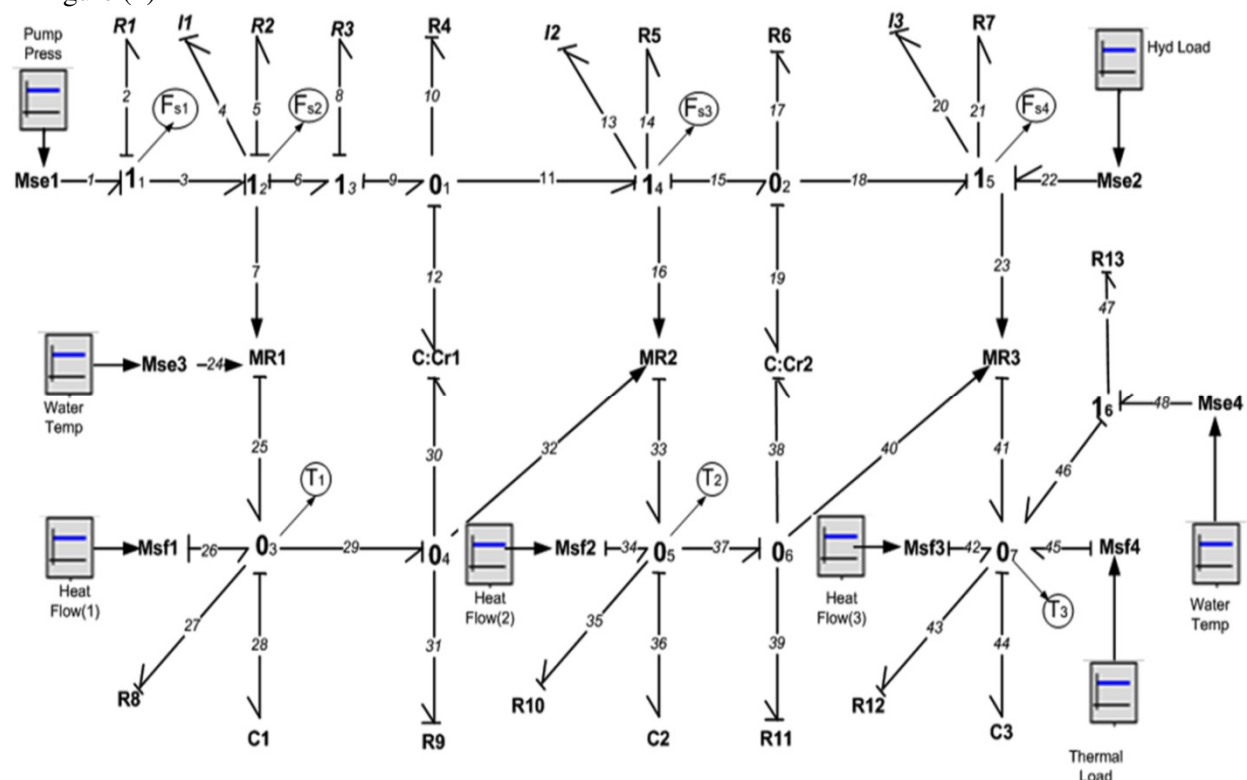 Pump
Press
R1 I1 R2 R3 R4 I2 R5 R6 I3 R7
Hyd Load
2 Fs1 4 5 Fs2 8 10 13 14 Fs3 17 20 21 Fs4
Mse1 1 11 3 12 6 13 9 01 11 14 15 02 18 15 22 Mse2
7 12 16 19 23
R13
47
Mse3 24 MR1 C:Cr1 MR2 C:Cr2 MR3
Water
Temp
16 48 Mse4
25 30 32 33 38 40 41 46
T1 T2
Msf1 26 03 29 04 Msf2 34 05 37 06 Msf3 42 07 45 Msf4
Heat
Flow(1)
Heat
Flow(2)
Heat
Flow(3)
T3
Water
Temp
27 28 31 35 36 39 43 44
R8 C1 R9 R10 C2 R11 R12 C3
Thermal
Load